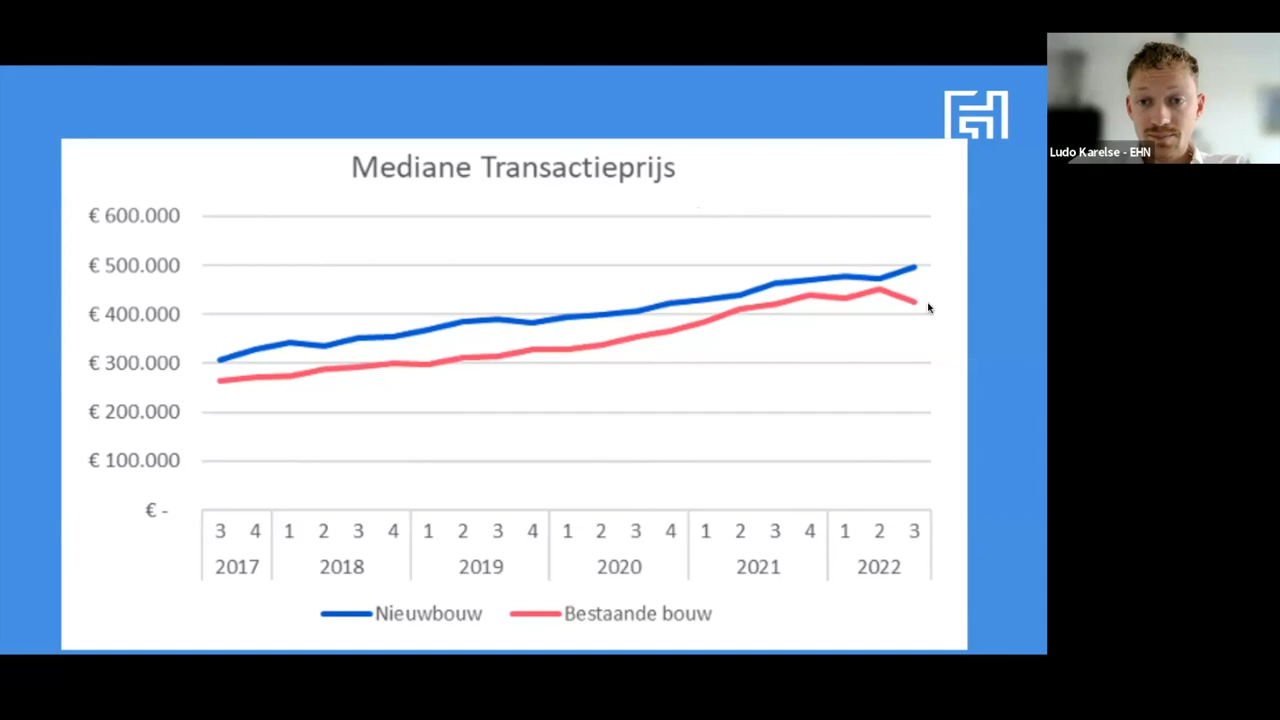 Mediane Transactieprijs
€ 600.000
€ 500.000
€ 400.000
€ 300.000
€ 200.000
€ 100.000
€ -
3 4 1 2 3 4 1 2 3 4 1 2 3 4 1 2 3 4 1 2 3
2017 2018 2019 2020 2021 2022
Nieuwbouw Bestaande bouw
Ludo Karelse - EHN